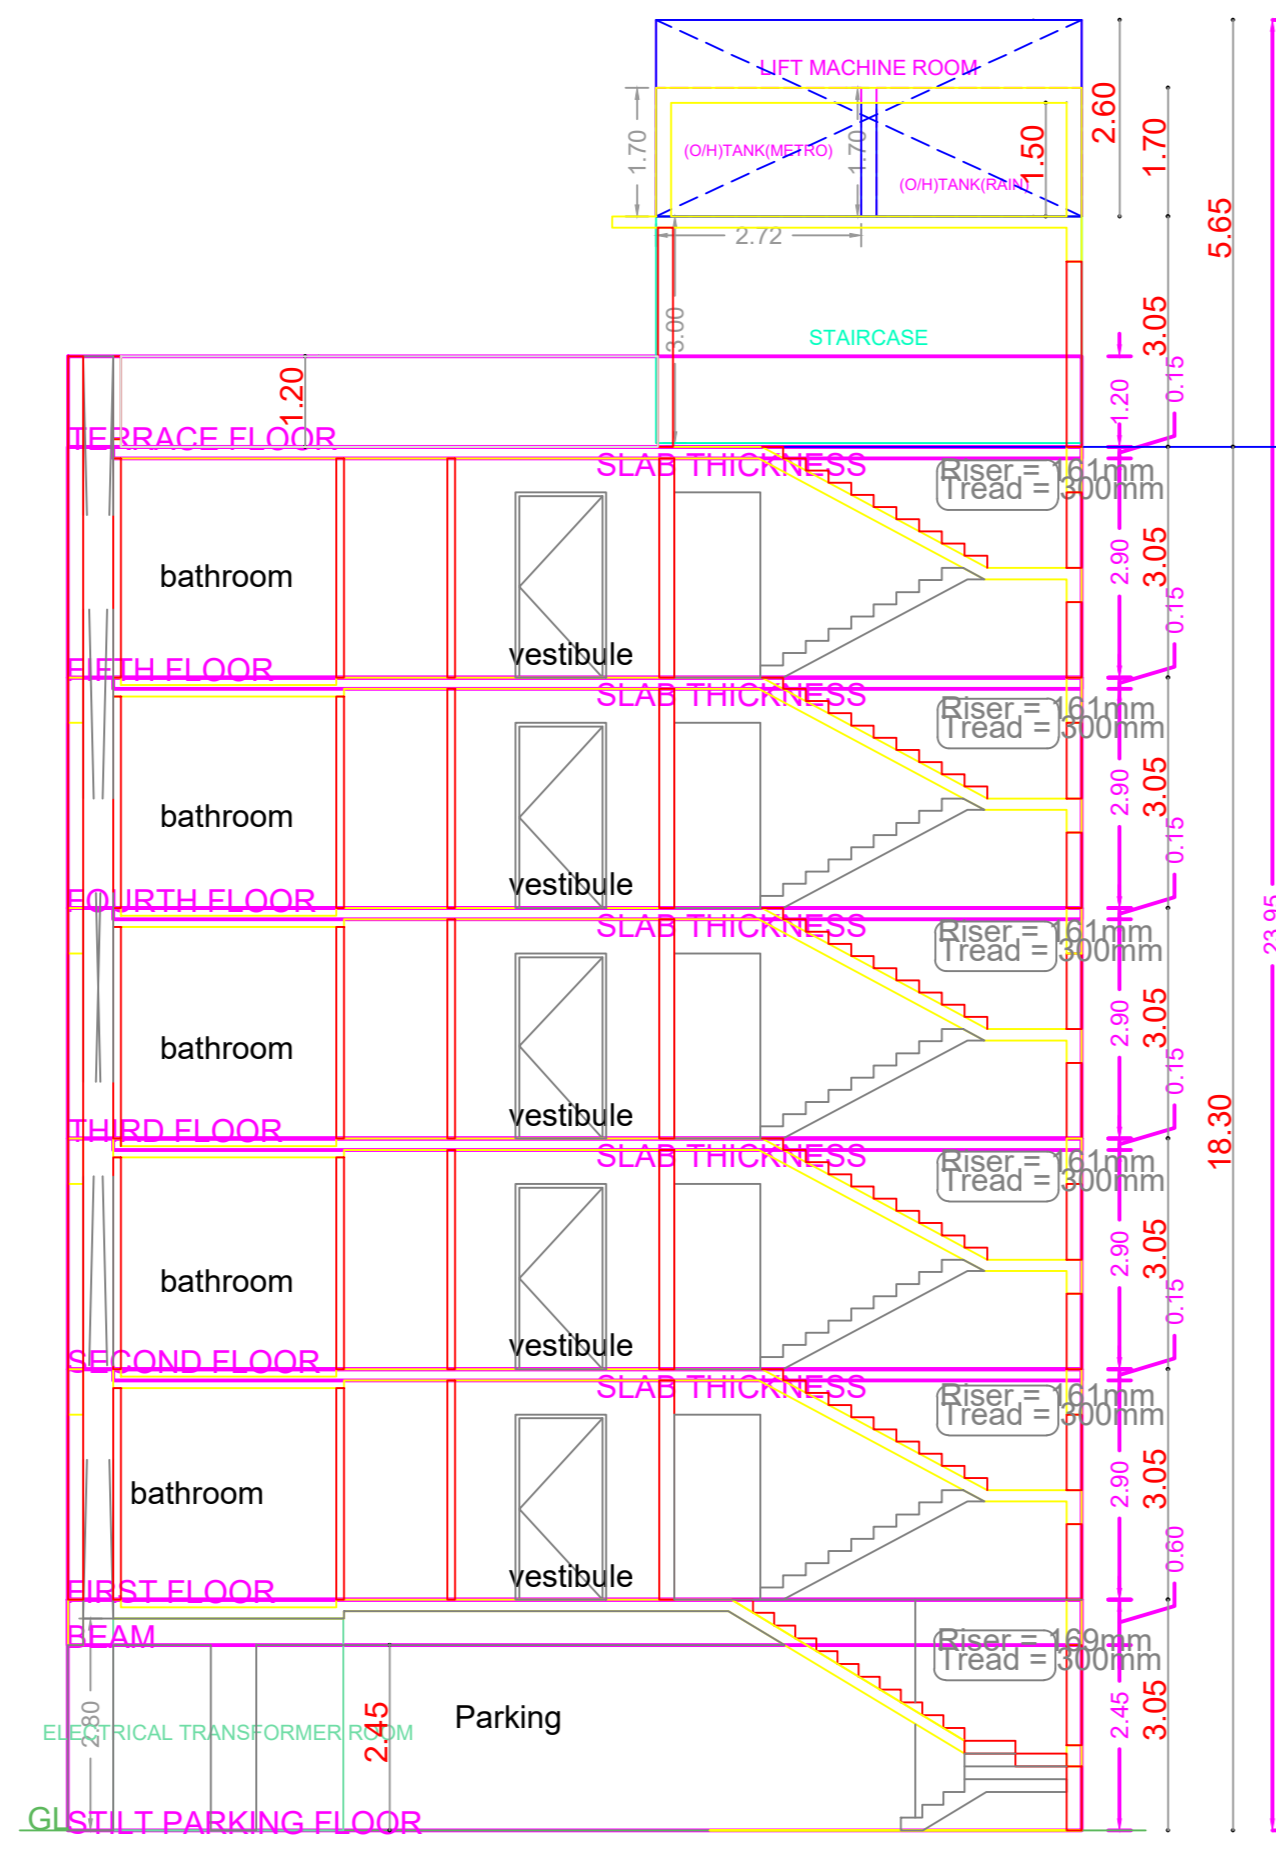 LIFT MACHINE ROOM
2.60
1.70
1.70
1.50
1.70
(O/H)TANK(METRO)
(O/H)TANK(RAIN)
5.65
2.72
3.00
STAIRCASE
3.05
0.15
1.20
1.20
TERRACE FLOOR
SLAB THICKNESS
Riser = 161mm
Tread = 300mm
2.90
3.05
bathroom
0.15
vestibule
FIFTH FLOOR
SLAB THICKNESS
Riser = 161mm
Tread = 300mm
2.90
3.05
bathroom
0.15
vestibule
FOURTH FLOOR
SLAB THICKNESS
23.95
Riser = 161mm
Tread = 300mm
2.90
3.05
bathroom
0.15
vestibule
THIRD FLOOR
18.30
SLAB THICKNESS
Riser = 161mm
Tread = 300mm
2.90
3.05
bathroom
0.15
vestibule
SECOND FLOOR
SLAB THICKNESS
Riser = 161mm
Tread = 300mm
2.90
3.05
bathroom
0.60
vestibule
FIRST FLOOR
BEAM
Riser = 169mm
Tread = 300mm
2.45
3.05
Parking
2.80
ELECTRICAL TRANSFORMER ROOM
2.45
GL
STILT PARKING FLOOR